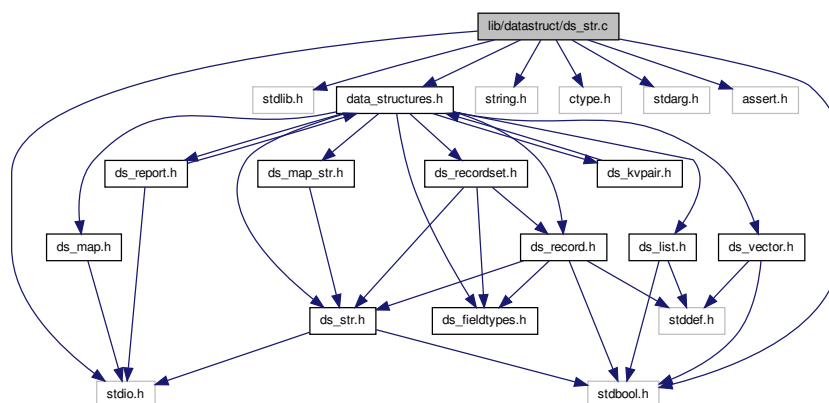 lib/datastruct/ds_str.c
stdlib.h
data_structures.h
string.h
ctype.h
stdarg.h
assert.h
ds_report.h
ds_map_str.h
ds_recordset.h
ds_kvpair.h
ds_map.h
ds_record.h
ds_list.h
ds_vector.h
ds_str.h
ds_fieldtypes.h
stddef.h
stdio.h
stdbool.h